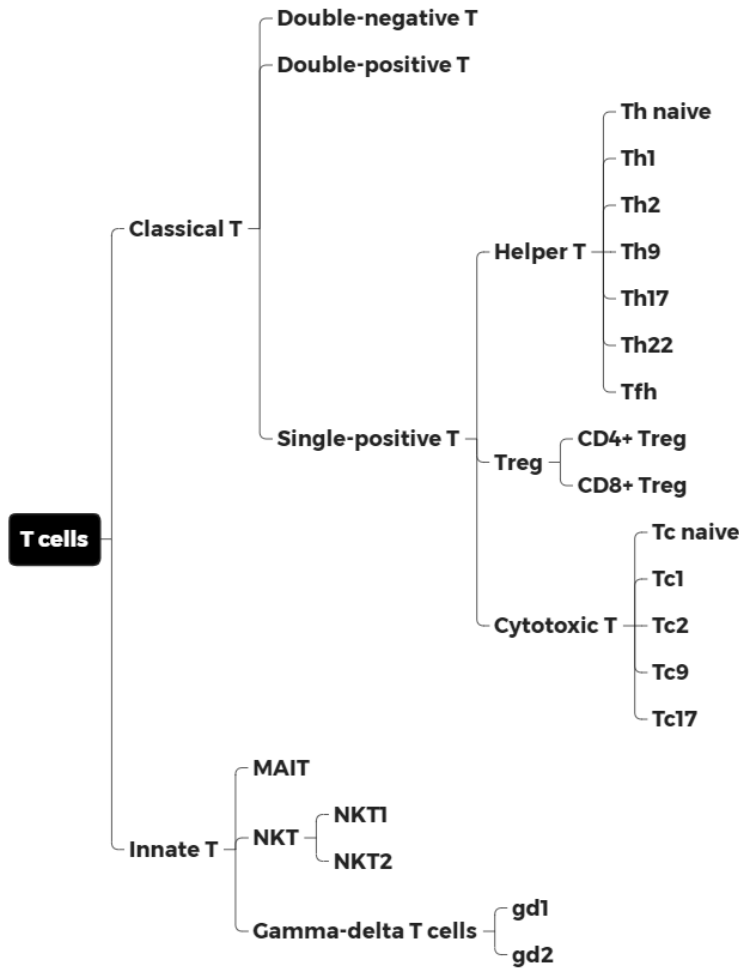 Double-negative T
Double-positive T
Th naive
Th1
Th2
Classical T
Helper T
Th9
Th17
Th22
Tfh
Single-positive T
CD4+ Treg
Treg
CD8+ Treg
Tc naive
T cells
Tc1
Cytotoxic T
Tc2
Tc9
Tc17
MAIT
NKT1
NKT
Innate T
NKT2
gd1
Gamma-delta T cells
gd2